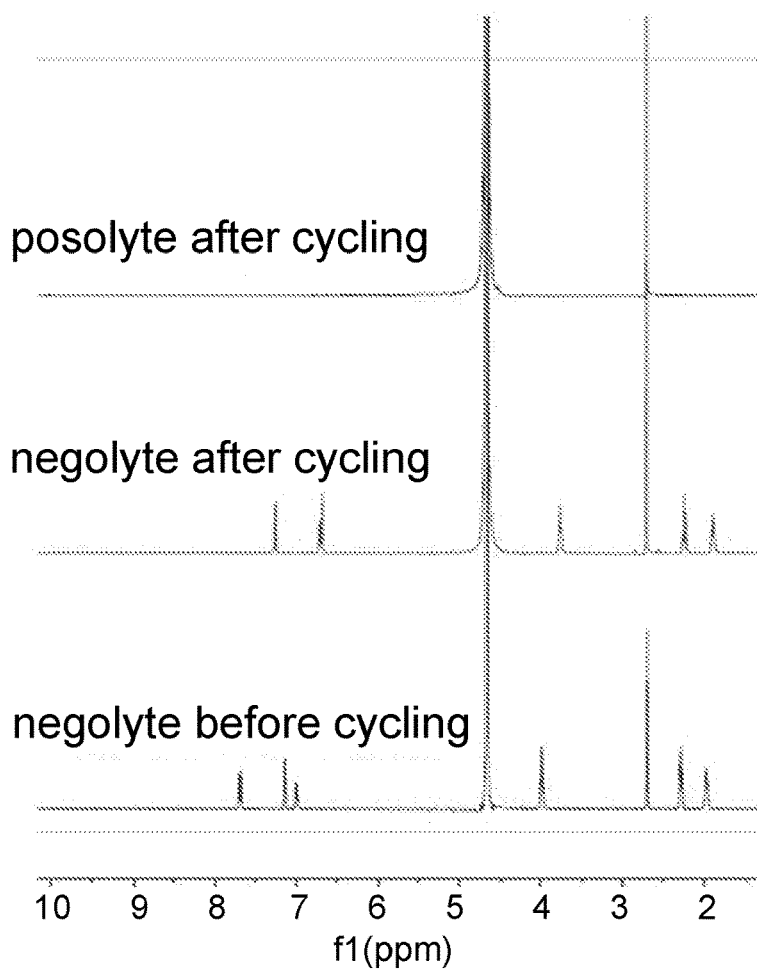 posolyte after cycling
negolyte after cycling
negolyte before cycling
10 9 8 7 6 5 4 3 2
f1(ppm)